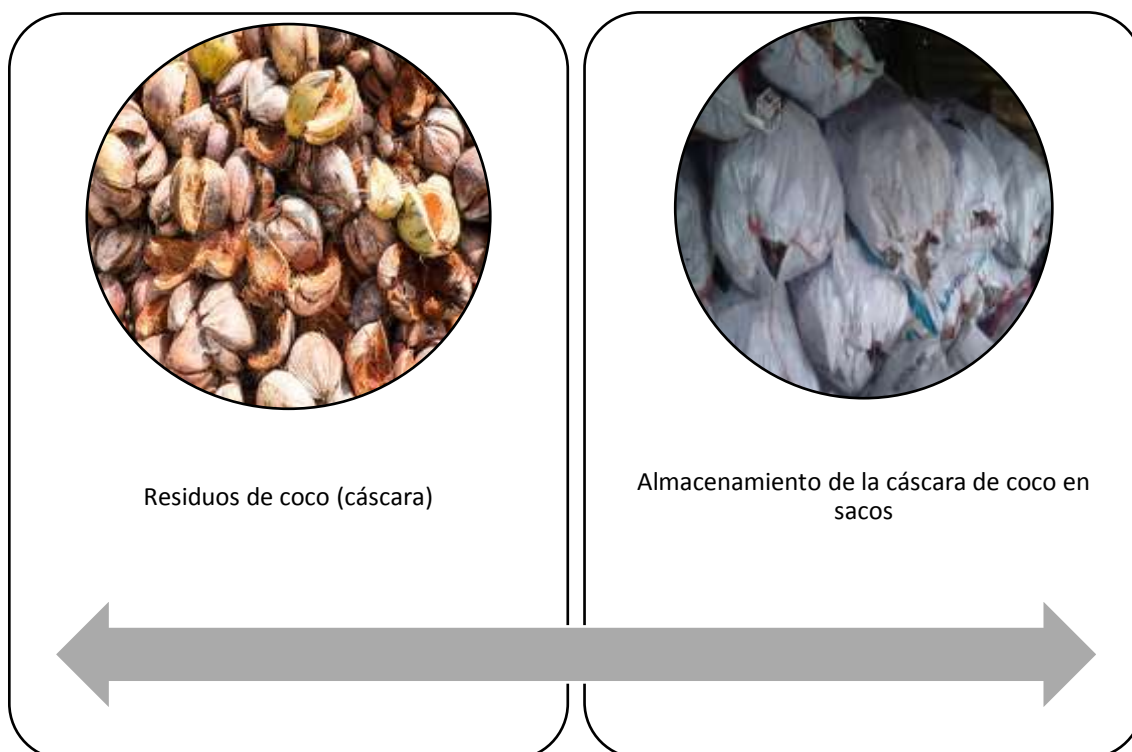 Residuos de coco (cáscara)
Almacenamiento de la cáscara de coco en
sacos